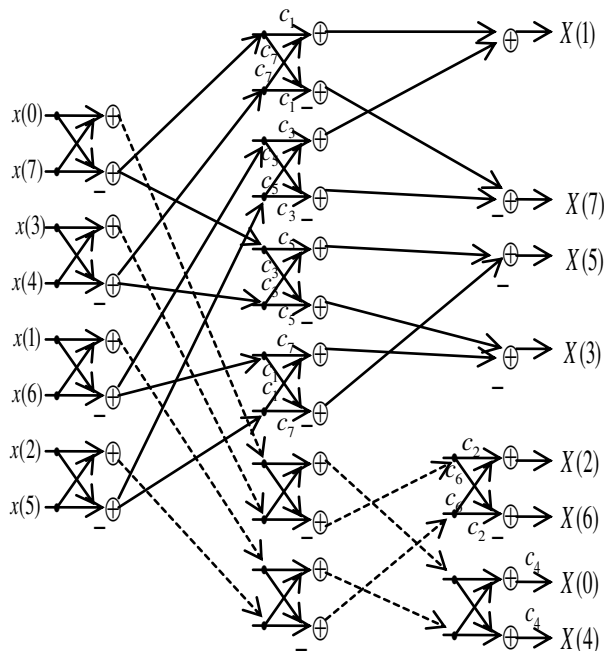 x(0)
x(7)
x(3)
x(4)
x(1)
x(6)
x(2)
x(5)
c₁
c₇
c₇
c₁
c₃
c₅
c₅
c₃
c₅
c₃
c₃
c₅
c₇
c₁
c₁
c₇
c₂
c₆
c₆
c₂
c₄
c₄
X(1)
X(7)
X(5)
X(3)
X(2)
X(6)
X(0)
X(4)